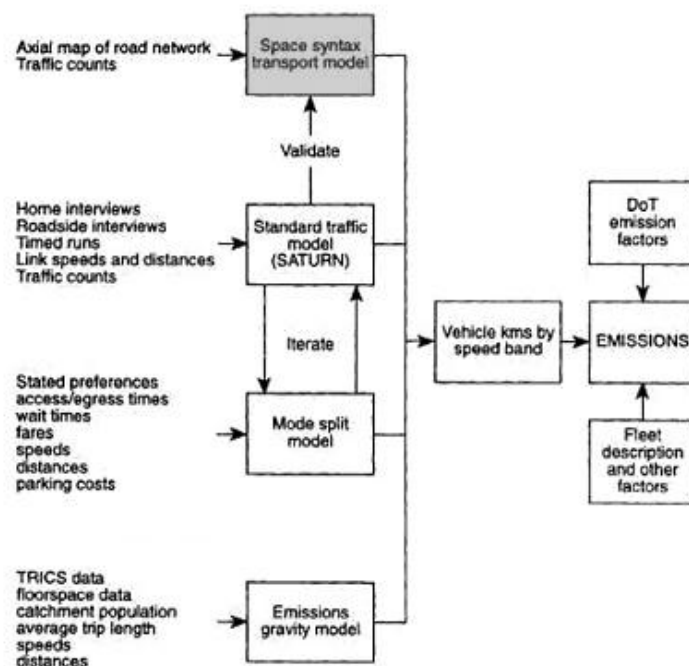 Axial map of road network
Traffic counts
Space syntax
transport model
Validate
Home interviews
Roadside interviews
Timed runs
Link speeds and distances
Traffic counts
Standard traffic
model
(SATURN)
DoT
emission
factors
Iterate
Vehicle kms by
speed band
EMISSIONS
Stated preferences
access/egress times
wait times
fares
speeds
distances
parking costs
Mode split
model
Fleet
description
and other
factors
TRICS data
floorspace data
catchment population
average trip length
speeds
distances
Emissions
gravity model